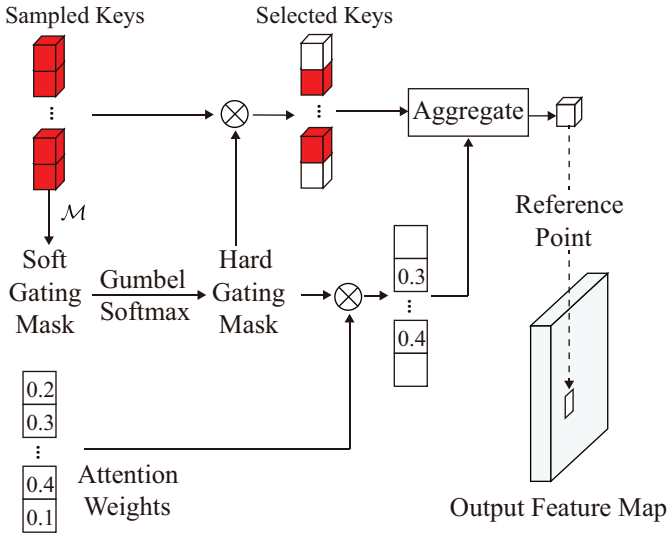 Sampled Keys
Selected Keys
Aggregate
ℳ
Reference
Point
Soft
Gating
Mask
Gumbel
Softmax
Hard
Gating
Mask
0.3
0.4
0.2
0.3
0.4
0.1
Attention
Weights
Output Feature Map